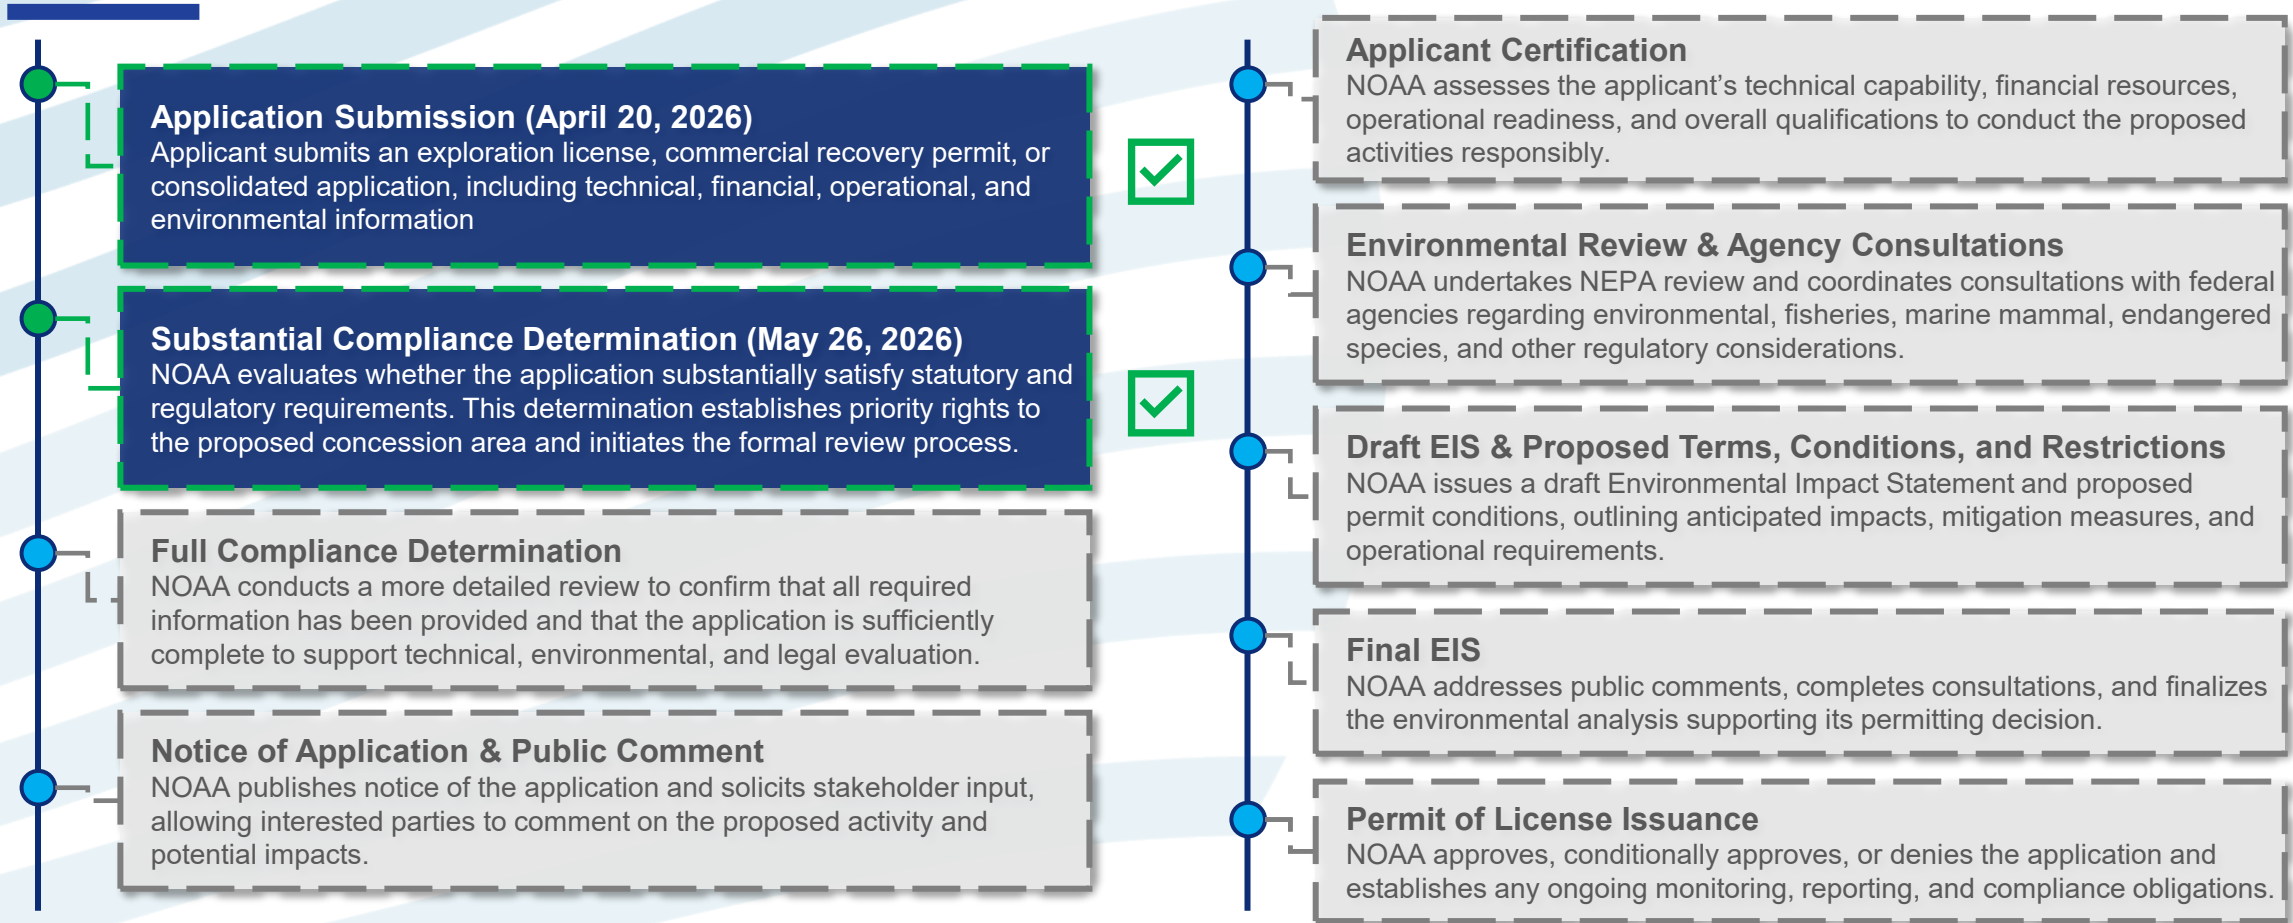 Application Submission (April 20, 2026)
Applicant submits an exploration license, commercial recovery permit, or
consolidated application, including technical, financial, operational, and
environmental information
Substantial Compliance Determination (May 26, 2026)
NOAA evaluates whether the application substantially satisfy statutory and
regulatory requirements. This determination establishes priority rights to
the proposed concession area and initiates the formal review process.
Full Compliance Determination
NOAA conducts a more detailed review to confirm that all required
information has been provided and that the application is sufficiently
complete to support technical, environmental, and legal evaluation.
Notice of Application & Public Comment
NOAA publishes notice of the application and solicits stakeholder input,
allowing interested parties to comment on the proposed activity and
potential impacts.
Applicant Certification
NOAA assesses the applicant’s technical capability, financial resources,
operational readiness, and overall qualifications to conduct the proposed
activities responsibly.
Environmental Review & Agency Consultations
NOAA undertakes NEPA review and coordinates consultations with federal
agencies regarding environmental, fisheries, marine mammal, endangered
species, and other regulatory considerations.
Draft EIS & Proposed Terms, Conditions, and Restrictions
NOAA issues a draft Environmental Impact Statement and proposed
permit conditions, outlining anticipated impacts, mitigation measures, and
operational requirements.
Final EIS
NOAA addresses public comments, completes consultations, and finalizes
the environmental analysis supporting its permitting decision.
Permit of License Issuance
NOAA approves, conditionally approves, or denies the application and
establishes any ongoing monitoring, reporting, and compliance obligations.